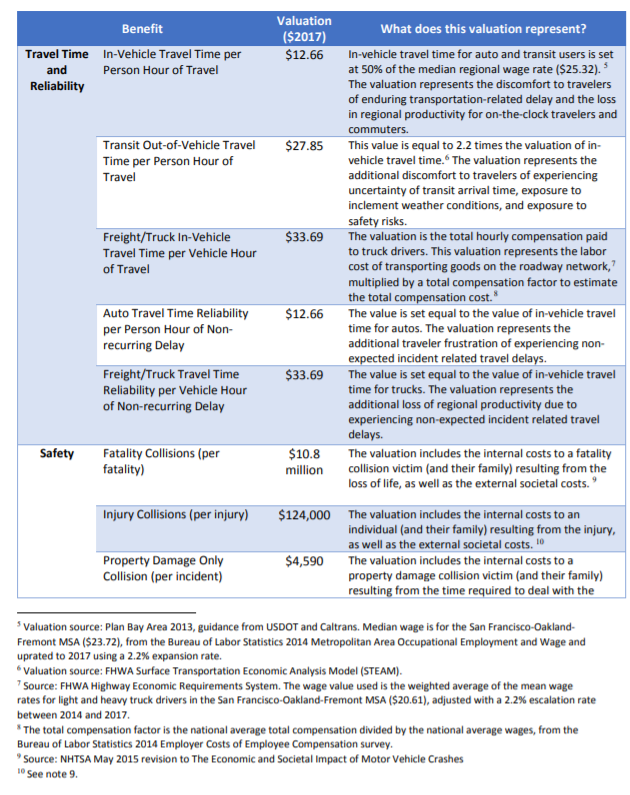 Benefit
Valuation
($2017)
What does this valuation represent?
Travel Time
and
Reliability
In-Vehicle Travel Time per
Person Hour of Travel
$12.66
In-vehicle travel time for auto and transit users is set
at 50% of the median regional wage rate ($25.32). 5
The valuation represents the discomfort to travelers
of enduring transportation-related delay and the loss
in regional productivity for on-the-clock travelers and
commuters.
Transit Out-of-Vehicle Travel
Time per Person Hour of
Travel
$27.85
This value is equal to 2.2 times the valuation of in-
vehicle travel time.6 The valuation represents the
additional discomfort to travelers of experiencing
uncertainty of transit arrival time, exposure to
inclement weather conditions, and exposure to
safety risks.
Freight/Truck In-Vehicle
Travel Time per Vehicle Hour
of Travel
$33.69
The valuation is the total hourly compensation paid
to truck drivers. This valuation represents the labor
cost of transporting goods on the roadway network,7
multiplied by a total compensation factor to estimate
the total compensation cost.8
Auto Travel Time Reliability
per Person Hour of Non-
recurring Delay
$12.66
The value is set equal to the value of in-vehicle travel
time for autos. The valuation represents the
additional traveler frustration of experiencing non-
expected incident related travel delays.
Freight/Truck Travel Time
Reliability per Vehicle Hour
of Non-recurring Delay
$33.69
The value is set equal to the value of in-vehicle travel
time for trucks. The valuation represents the
additional loss of regional productivity due to
experiencing non-expected incident related travel
delays.
Safety
Fatality Collisions (per
fatality)
$10.8
million
The valuation includes the internal costs to a fatality
collision victim (and their family) resulting from the
loss of life, as well as the external societal costs. 9
Injury Collisions (per injury)
$124,000
The valuation includes the internal costs to an
individual (and their family) resulting from the injury,
as well as the external societal costs. 10
Property Damage Only
Collision (per incident)
$4,590
The valuation includes the internal costs to a
property damage collision victim (and their family)
resulting from the time required to deal with the
5 Valuation source: Plan Bay Area 2013, guidance from USDOT and Caltrans. Median wage is for the San Francisco-Oakland-
Fremont MSA ($23.72), from the Bureau of Labor Statistics 2014 Metropolitan Area Occupational Employment and Wage and
uprated to 2017 using a 2.2% expansion rate.
6 Valuation source: FHWA Surface Transportation Economic Analysis Model (STEAM).
7 Source: FHWA Highway Economic Requirements System. The wage value used is the weighted average of the mean wage
rates for light and heavy truck drivers in the San Francisco-Oakland-Fremont MSA ($20.61), adjusted with a 2.2% escalation rate
between 2014 and 2017.
8 The total compensation factor is the national average total compensation divided by the national average wages, from the
Bureau of Labor Statistics 2014 Employer Costs of Employee Compensation survey.
9 Source: NHTSA May 2015 revision to The Economic and Societal Impact of Motor Vehicle Crashes
10 See note 9.